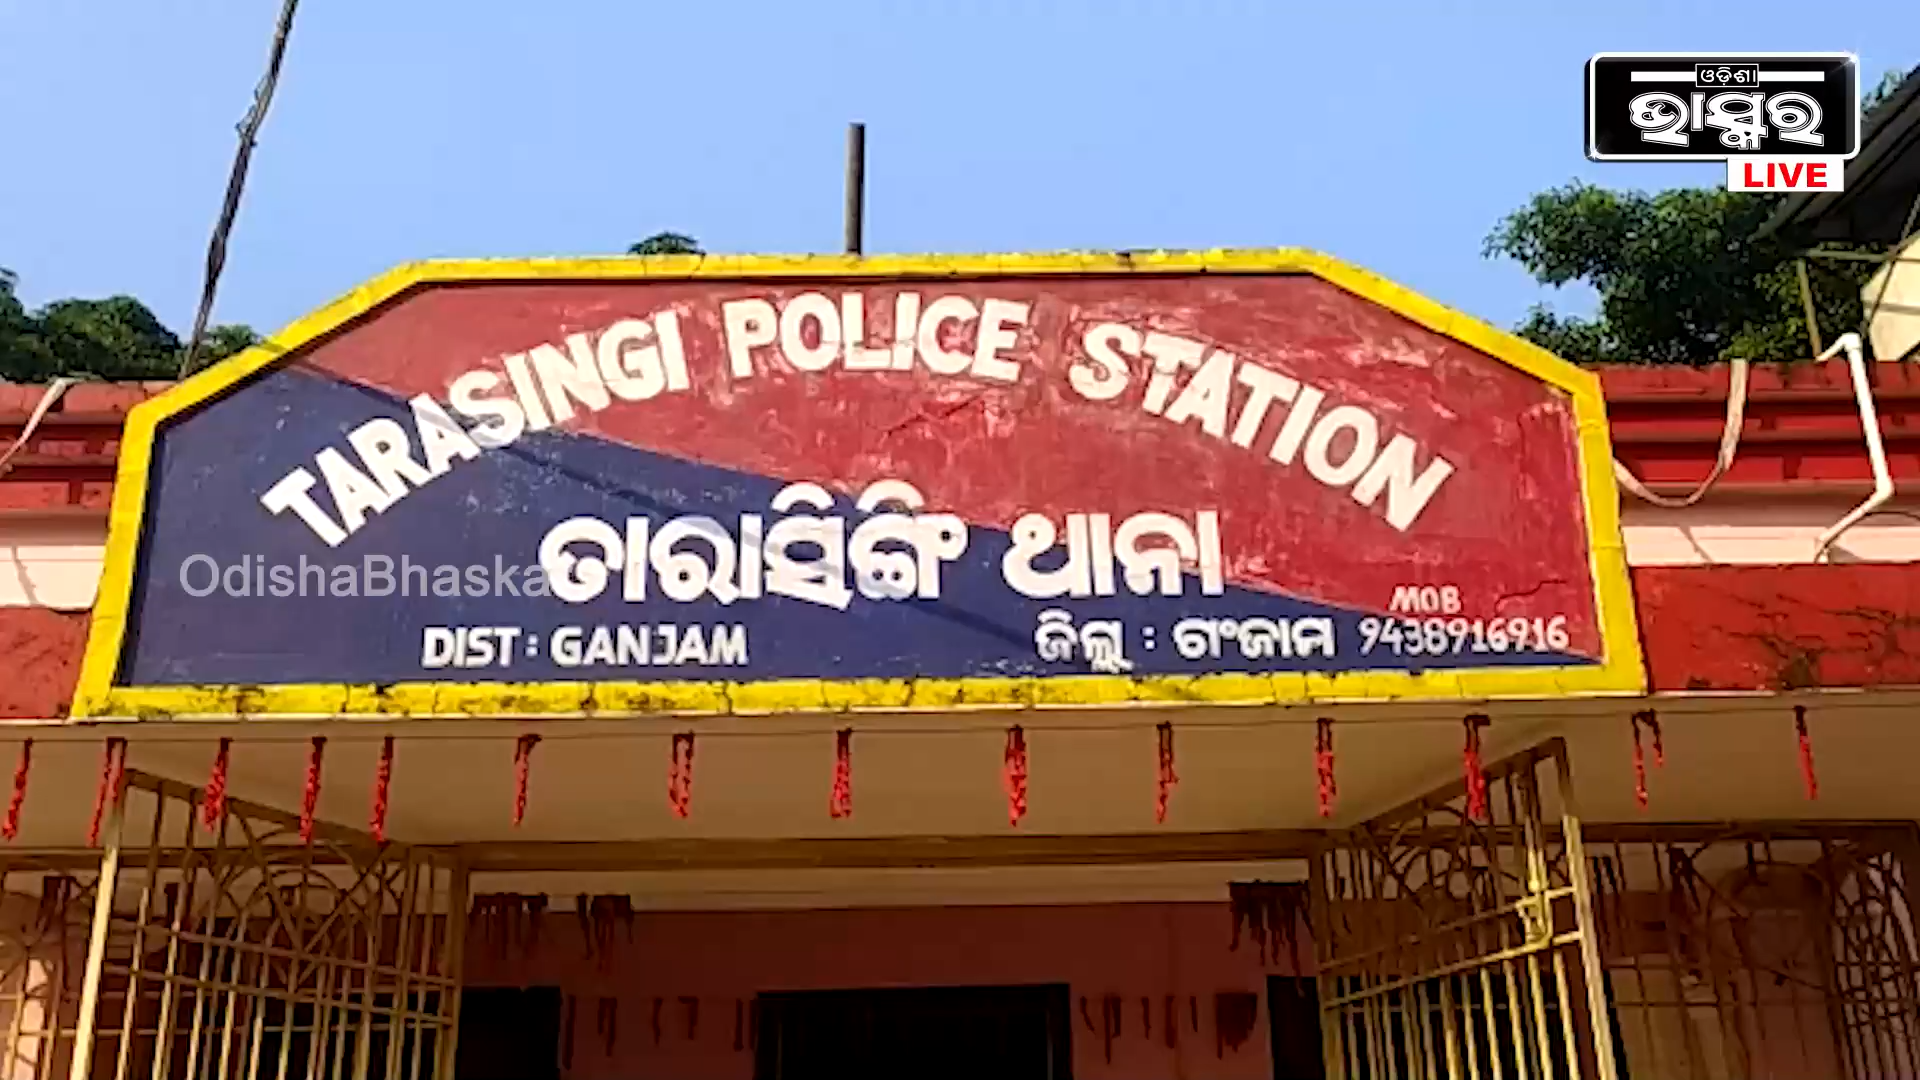 ଓଡ଼ିଶା
ଭାସ୍କର
LIVE
TARASINGI POLICE STATION
ତାରାସିଙ୍ଗି ଥାନା
OdishaBhaska
DIST : GANJAM
ଜିଲ୍ଲା : ଗଂଜାମ
MOB
9438916916